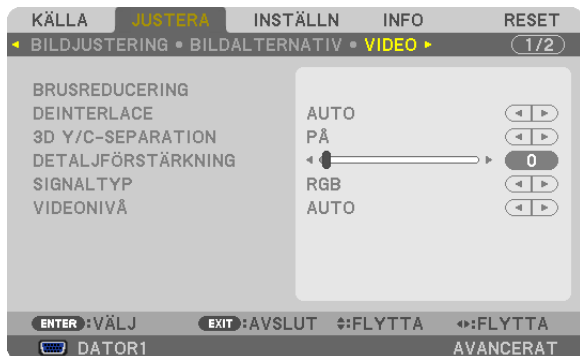 KÄLLA JUSTERA INSTÄLLN INFO RESET
BILDJUSTERING • BILDALTERNATIV • VIDEO 1/2
BRUSREDUCERING
DEINTERLACE AUTO
3D Y/C-SEPARATION PÅ
DETALJFÖRSTÄRKNING 0
SIGNALTYP RGB
VIDEONIVÅ AUTO
ENTER:VÄLJ EXIT:AVSLUT :FLYTTA :FLYTTA
DATOR1 AVANCERAT